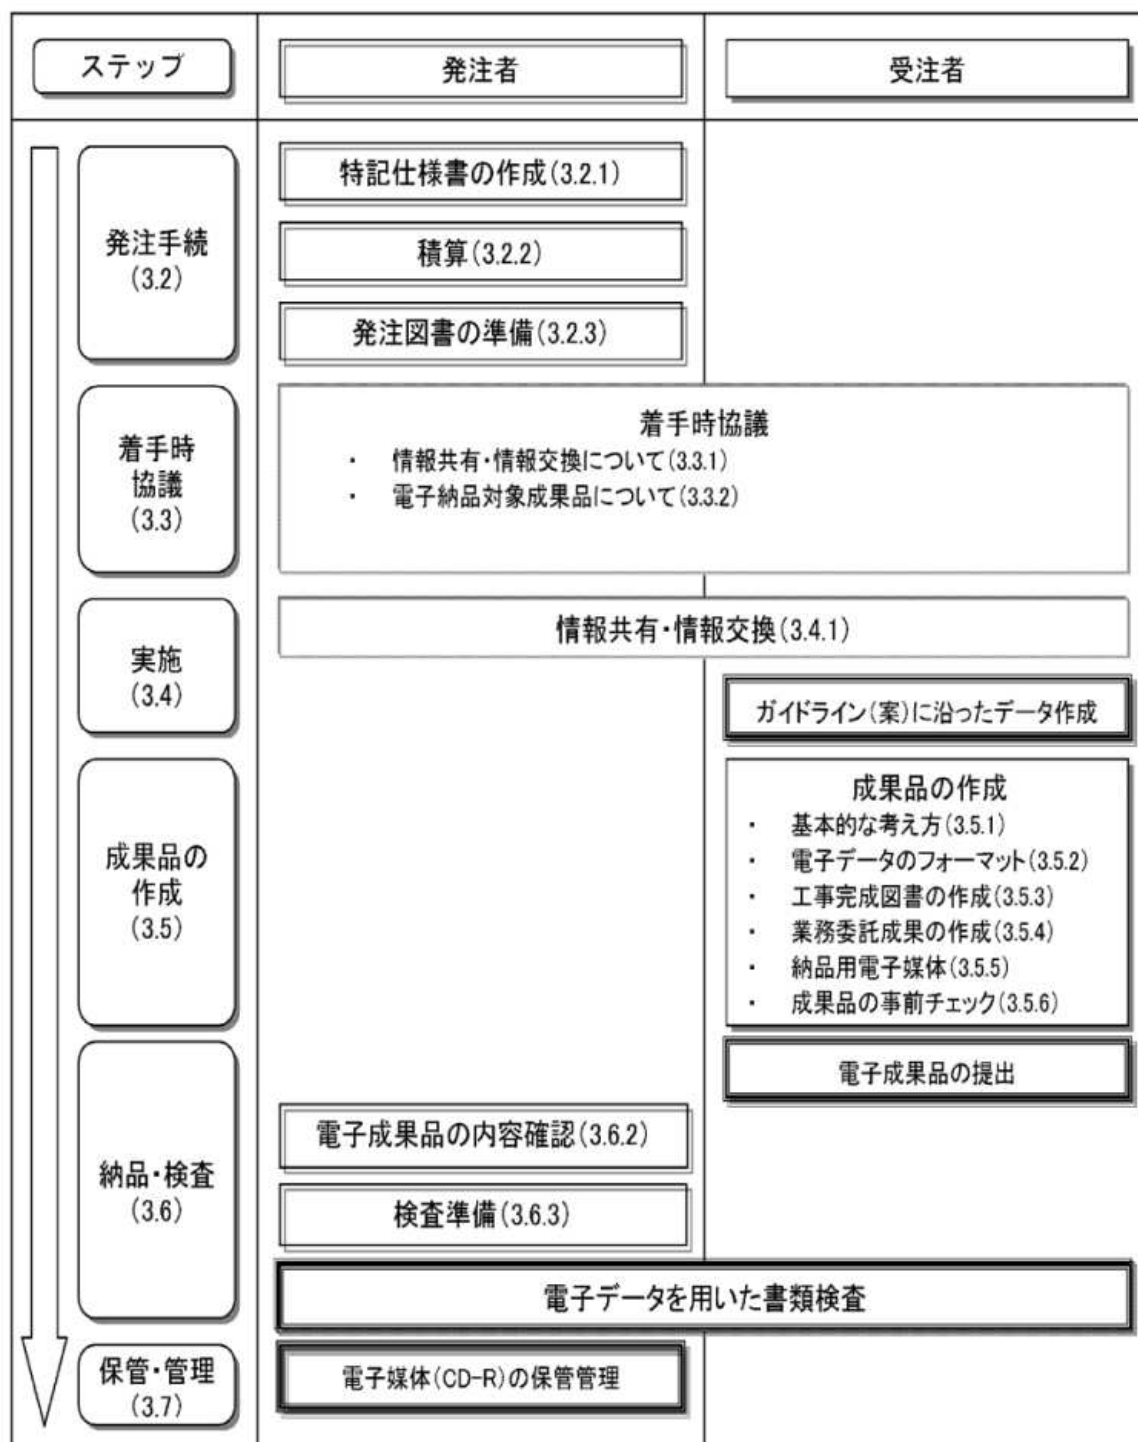 ステップ
発注者
受注者
発注手続
(3.2)
特記仕様書の作成(3.2.1)
積算(3.2.2)
発注図書の準備(3.2.3)
着手時
協議
(3.3)
着手時協議
・ 情報共有・情報交換について(3.3.1)
・ 電子納品対象成果品について(3.3.2)
実施
(3.4)
情報共有・情報交換(3.4.1)
ガイドライン(案)に沿ったデータ作成
成果品の
作成
(3.5)
成果品の作成
・ 基本的な考え方(3.5.1)
・ 電子データのフォーマット(3.5.2)
・ 工事完成図書の作成(3.5.3)
・ 業務委託成果の作成(3.5.4)
・ 納品用電子媒体(3.5.5)
・ 成果品の事前チェック(3.5.6)
納品・検査
(3.6)
電子成果品の提出
電子成果品の内容確認(3.6.2)
検査準備(3.6.3)
電子データを用いた書類検査
保管・管理
(3.7)
電子媒体(CD-R)の保管管理